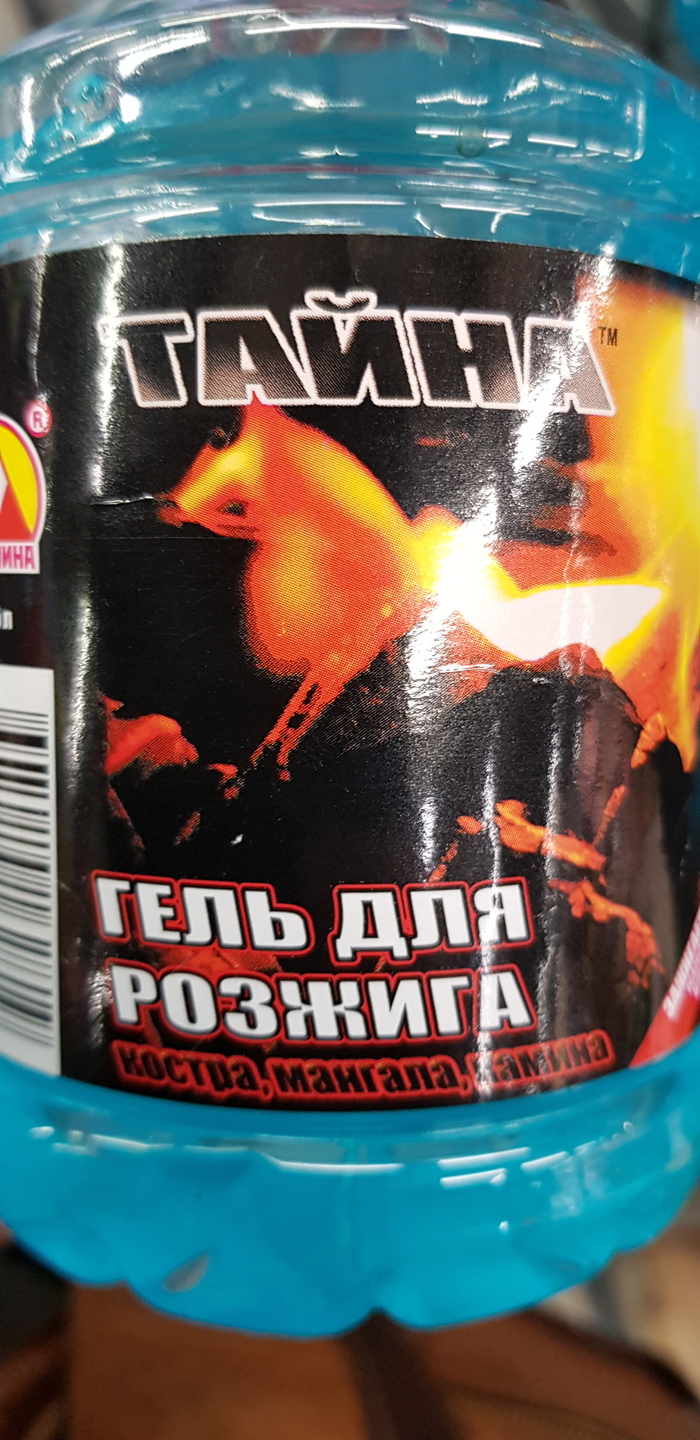 ТАЙНА™
®
ГЕЛЬ ДЛЯ
РОЗЖИГА
костра, мангала, камина